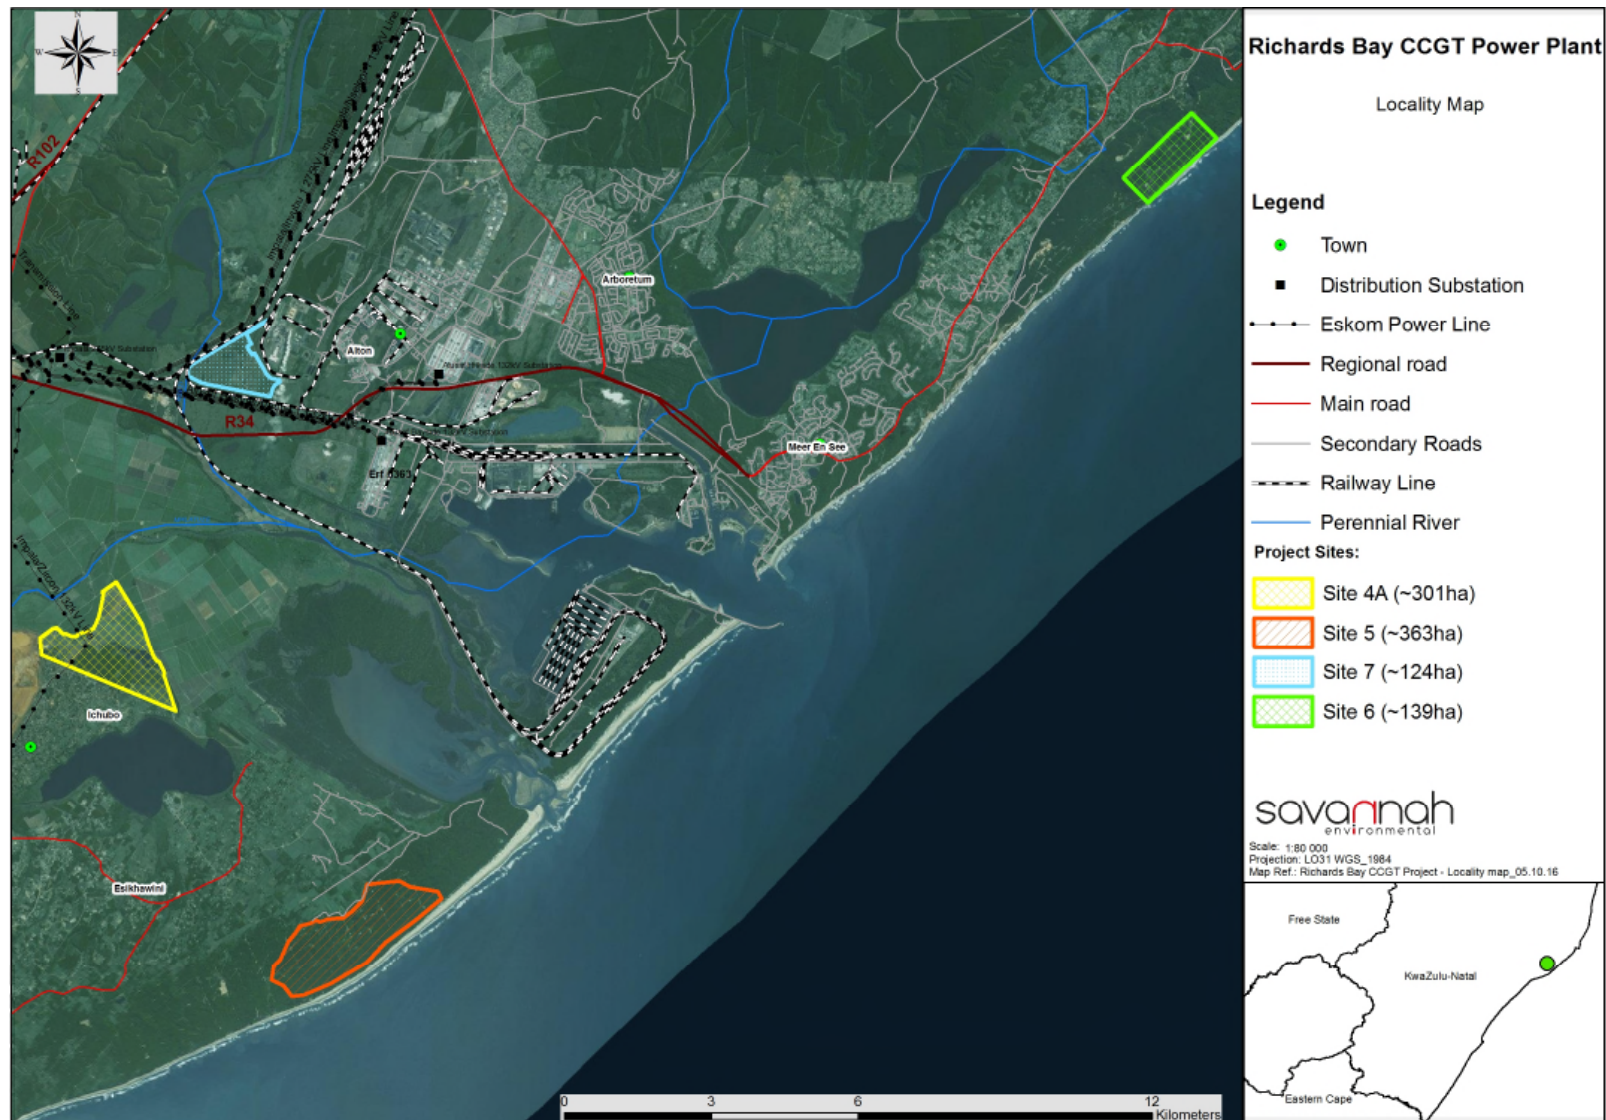 N
W
E
S
R102
Arboretum
Alton
R34
Meer En See
Ichubo
Esikhawini
0
3
6
12
Kilometers
Richards Bay CCGT Power Plant
Locality Map
Legend
Town
Distribution Substation
Eskom Power Line
Regional road
Main road
Secondary Roads
Railway Line
Perennial River
Project Sites:
Site 4A (~301ha)
Site 5 (~363ha)
Site 7 (~124ha)
Site 6 (~139ha)
savannah
environmental
Scale: 1:80 000
Projection: LO31 WGS_1984
Map Ref.: Richards Bay CCGT Project - Locality map_05.10.16
Free State
KwaZulu-Natal
Eastern Cape